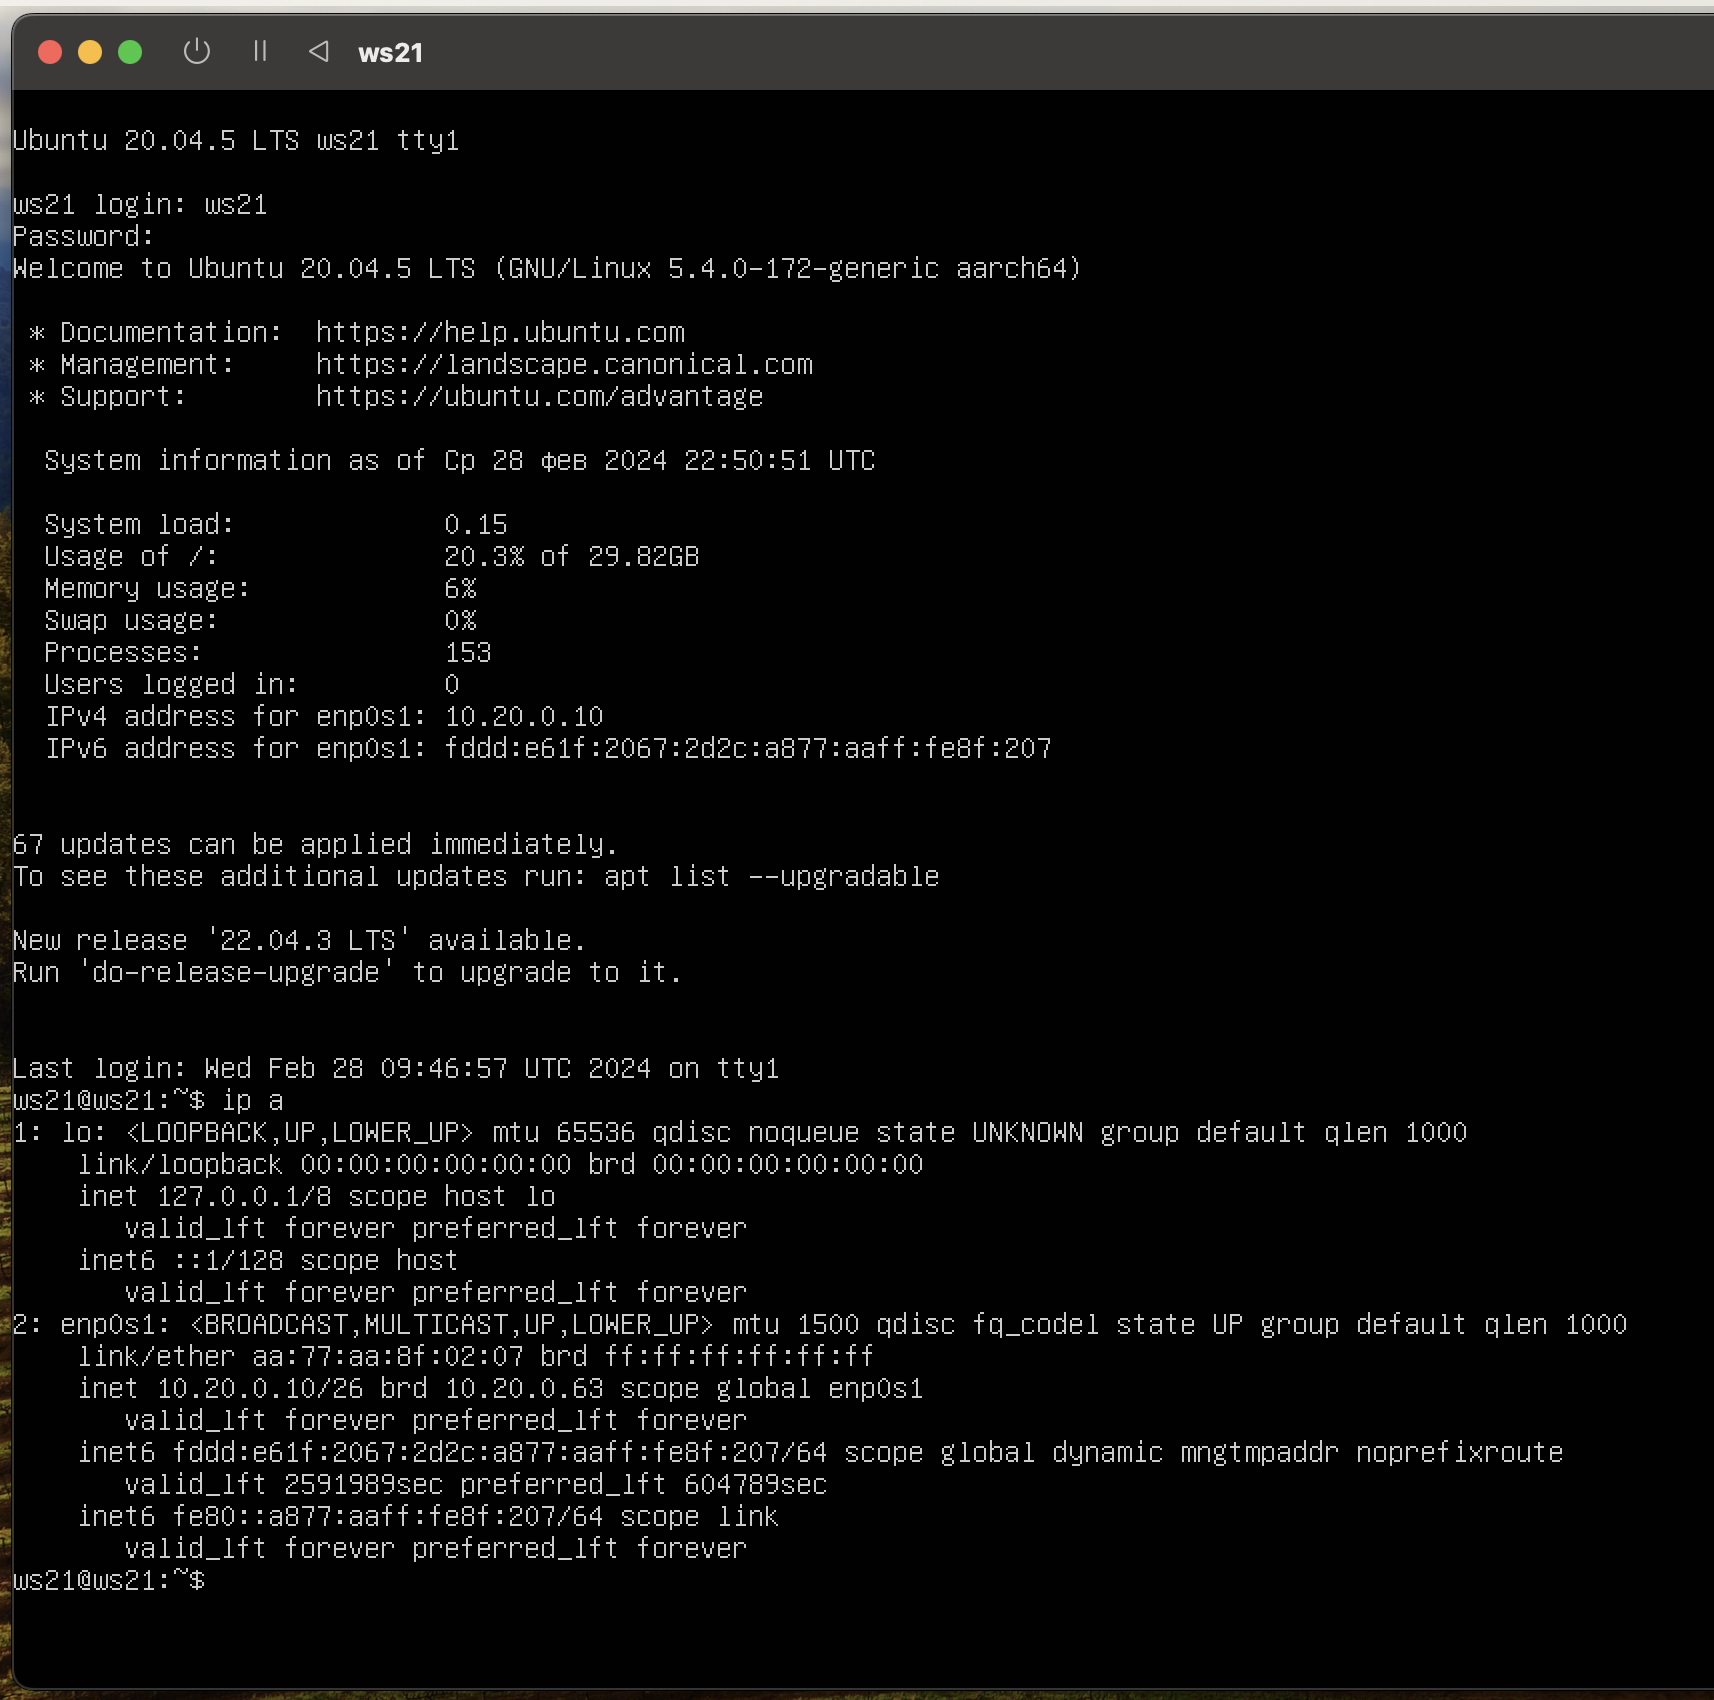 ws21
Ubuntu 20.04.5 LTS ws21 tty1
ws21 login: ws21
Password:
Welcome to Ubuntu 20.04.5 LTS (GNU/Linux 5.4.0-172-generic aarch64)
* Documentation:  https://help.ubuntu.com
* Management:     https://landscape.canonical.com
* Support:        https://ubuntu.com/advantage
System information as of Ср 28 фев 2024 22:50:51 UTC
System load:             0.15
Usage of /:              20.3% of 29.82GB
Memory usage:            6%
Swap usage:              0%
Processes:               153
Users logged in:         0
IPv4 address for enp0s1: 10.20.0.10
IPv6 address for enp0s1: fddd:e61f:2067:2d2c:a877:aaff:fe8f:207
67 updates can be applied immediately.
To see these additional updates run: apt list --upgradable
New release '22.04.3 LTS' available.
Run 'do-release-upgrade' to upgrade to it.
Last login: Wed Feb 28 09:46:57 UTC 2024 on tty1
ws21@ws21:~$ ip a
1: lo: <LOOPBACK,UP,LOWER_UP> mtu 65536 qdisc noqueue state UNKNOWN group default qlen 1000
link/loopback 00:00:00:00:00:00 brd 00:00:00:00:00:00
inet 127.0.0.1/8 scope host lo
valid_lft forever preferred_lft forever
inet6 ::1/128 scope host
valid_lft forever preferred_lft forever
2: enp0s1: <BROADCAST,MULTICAST,UP,LOWER_UP> mtu 1500 qdisc fq_codel state UP group default qlen 1000
link/ether aa:77:aa:8f:02:07 brd ff:ff:ff:ff:ff:ff
inet 10.20.0.10/26 brd 10.20.0.63 scope global enp0s1
valid_lft forever preferred_lft forever
inet6 fddd:e61f:2067:2d2c:a877:aaff:fe8f:207/64 scope global dynamic mngtmpaddr noprefixroute
valid_lft 2591989sec preferred_lft 604789sec
inet6 fe80::a877:aaff:fe8f:207/64 scope link
valid_lft forever preferred_lft forever
ws21@ws21:~$